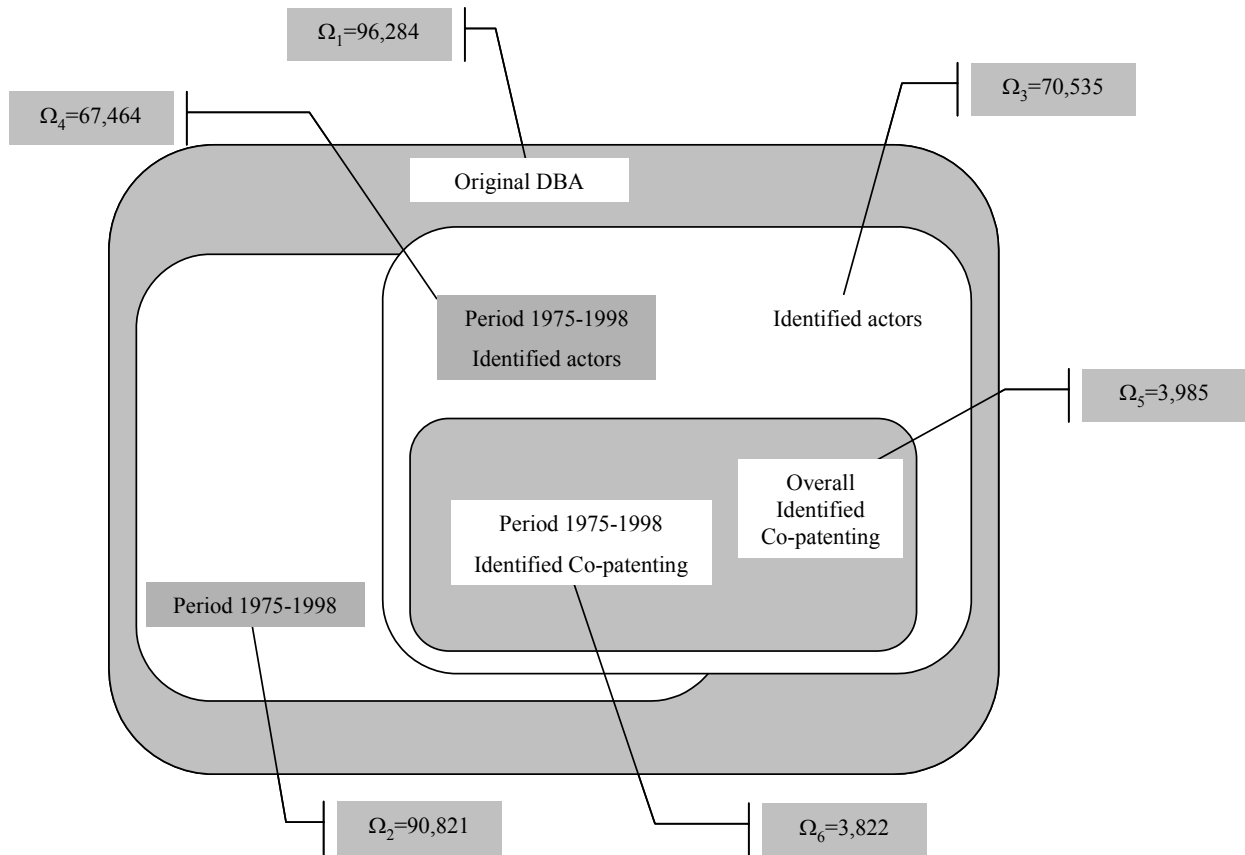 Ω1=96,284
Ω3=70,535
Ω4=67,464
Original DBA
Period 1975-1998
Identified actors
Identified actors
Ω5=3,985
Overall
Identified
Co-patenting
Period 1975-1998
Identified Co-patenting
Period 1975-1998
Ω2=90,821
Ω6=3,822